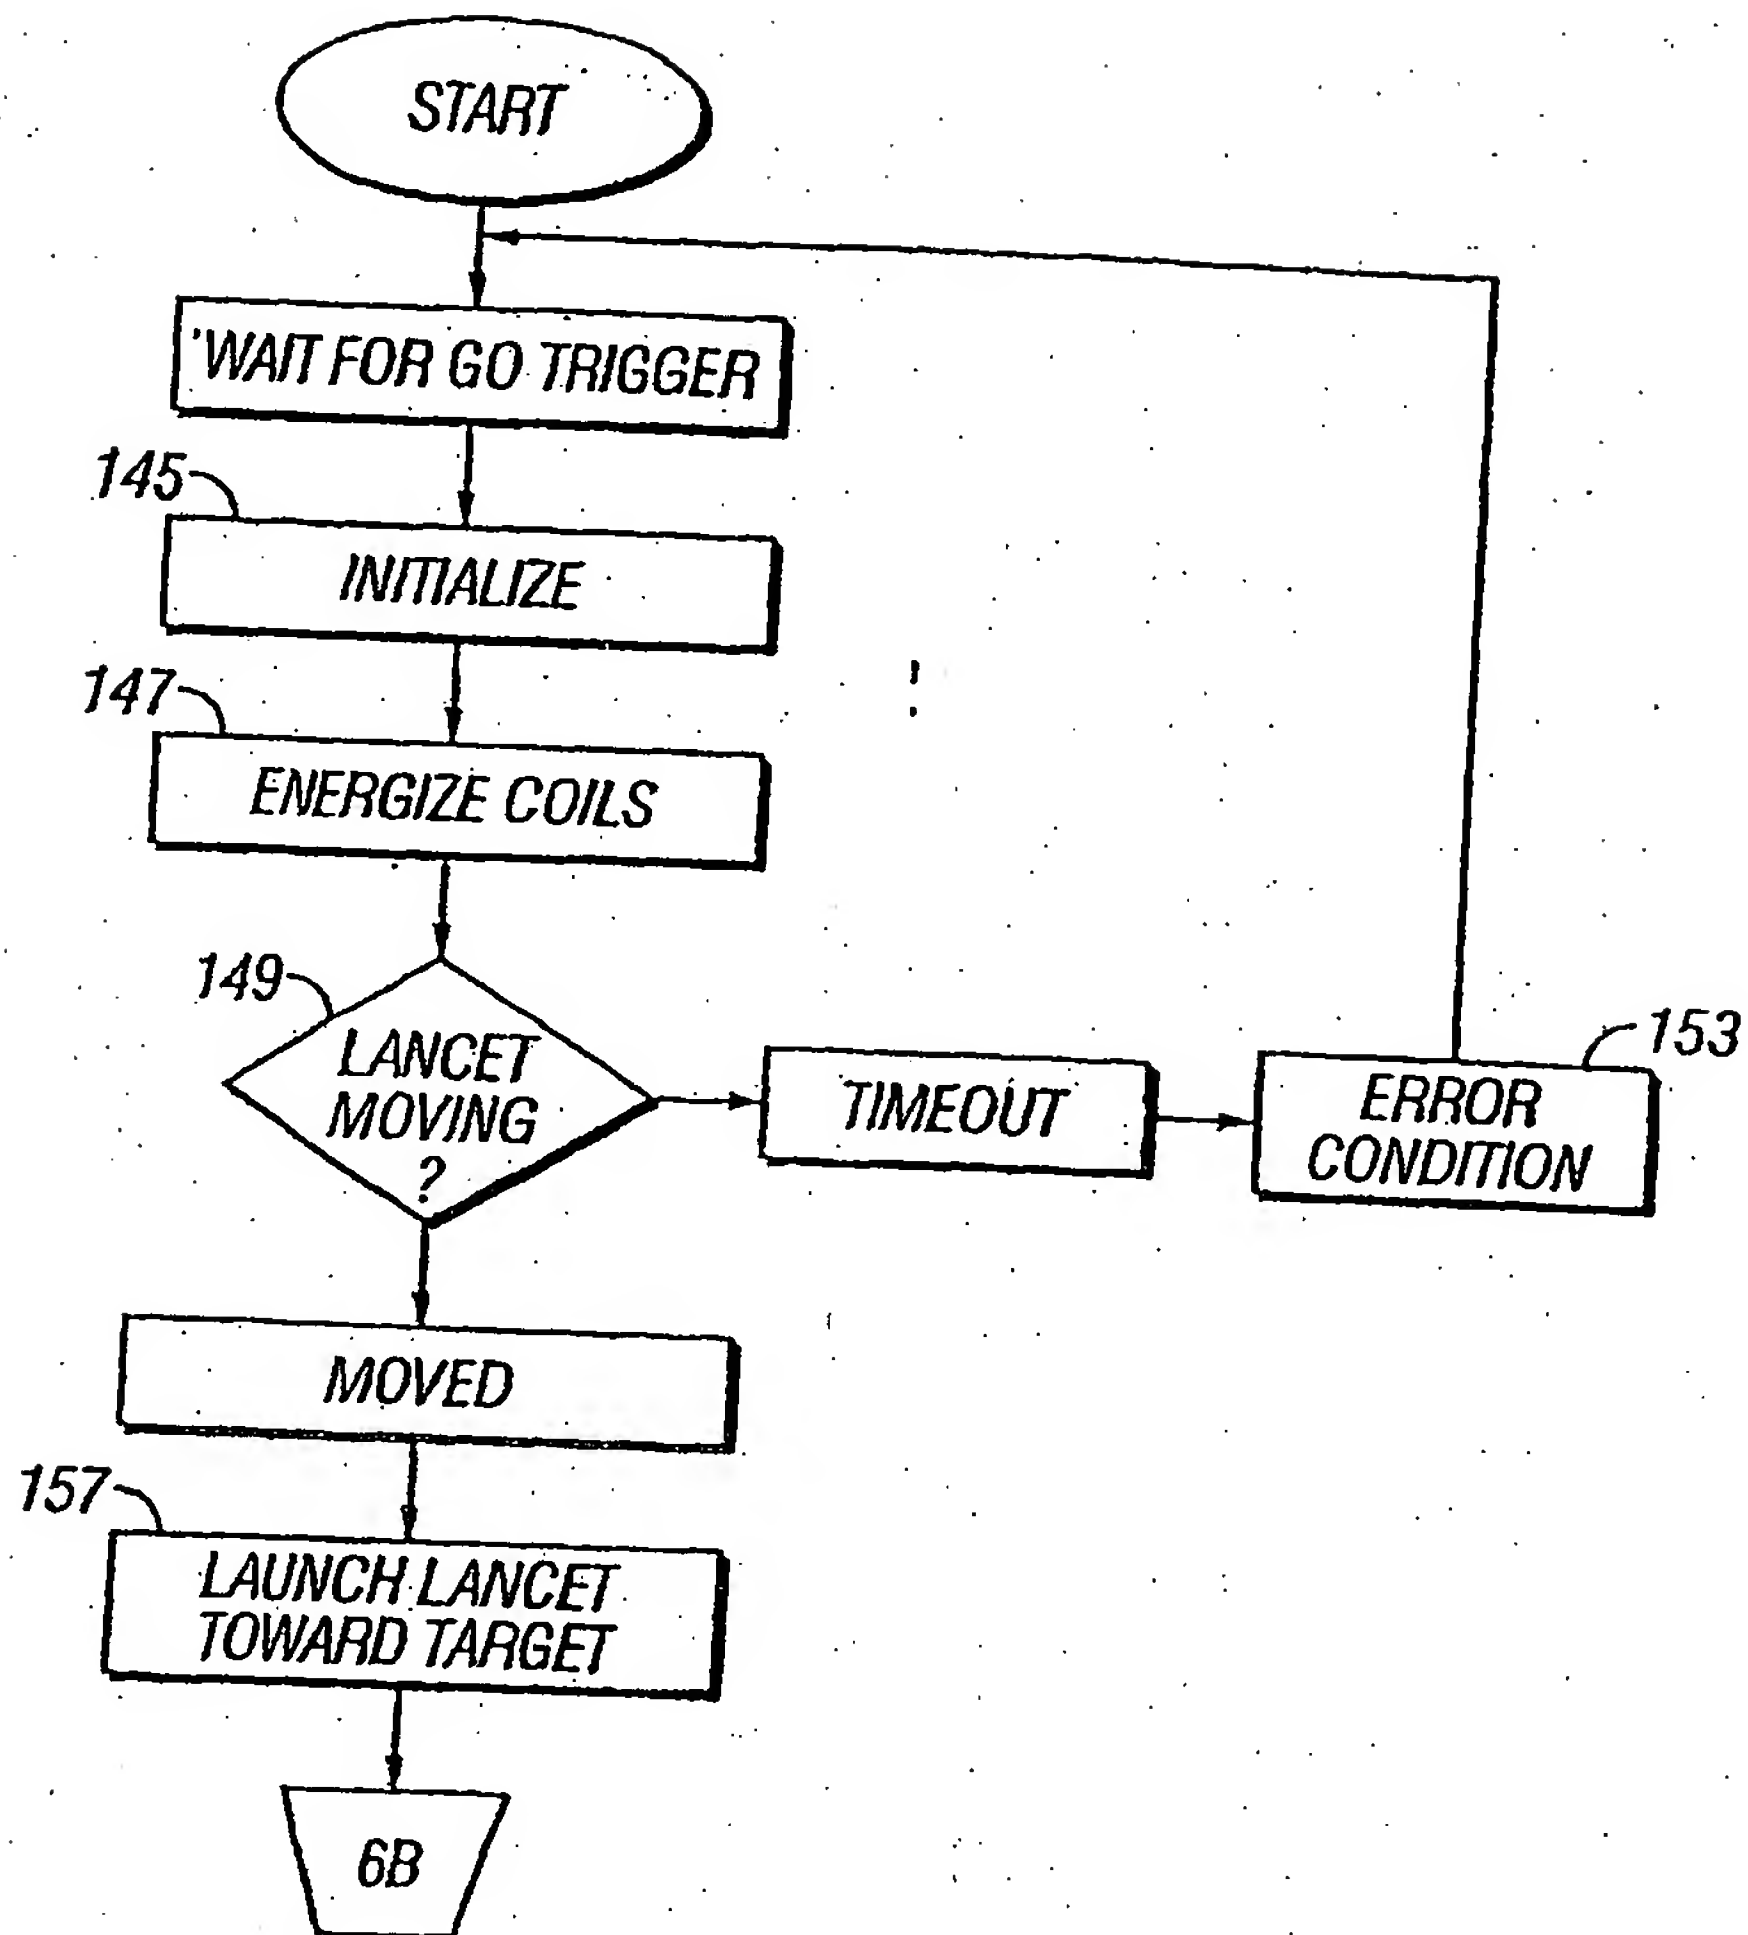 START
WAIT FOR GO TRIGGER
145
INITIALIZE
147
ENERGIZE COILS
149
LANCET
MOVING
?
TIMEOUT
153
ERROR
CONDITION
MOVED
157
LAUNCH LANCET
TOWARD TARGET
6B